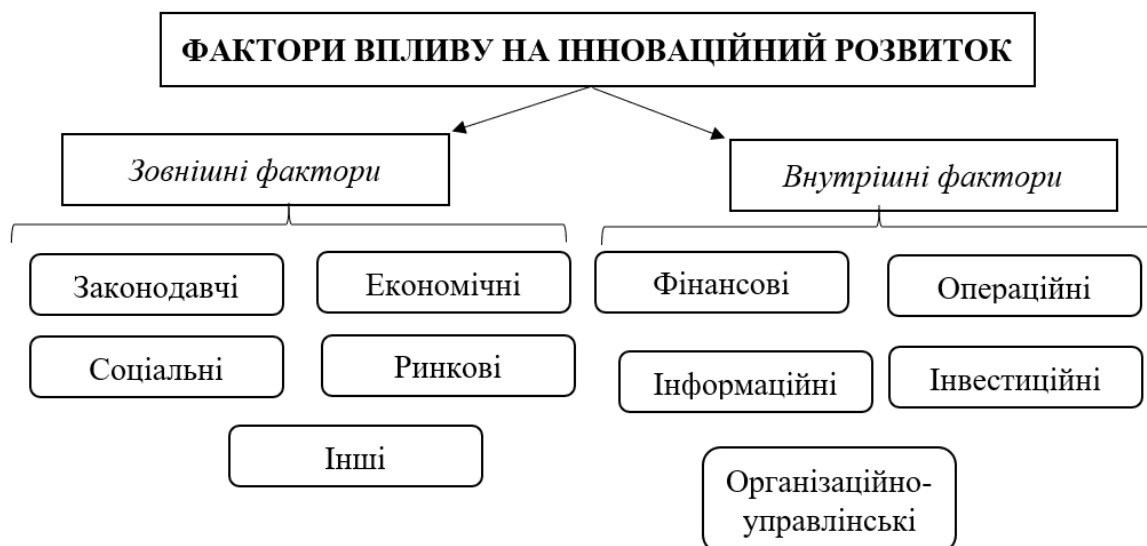 ФАКТОРИ ВПЛИВУ НА ІННОВАЦІЙНИЙ РОЗВИТОК
Зовнішні фактори
Внутрішні фактори
Законодавчі
Економічні
Соціальні
Ринкові
Інші
Фінансові
Операційні
Інформаційні
Інвестиційні
Організаційно-
управлінські